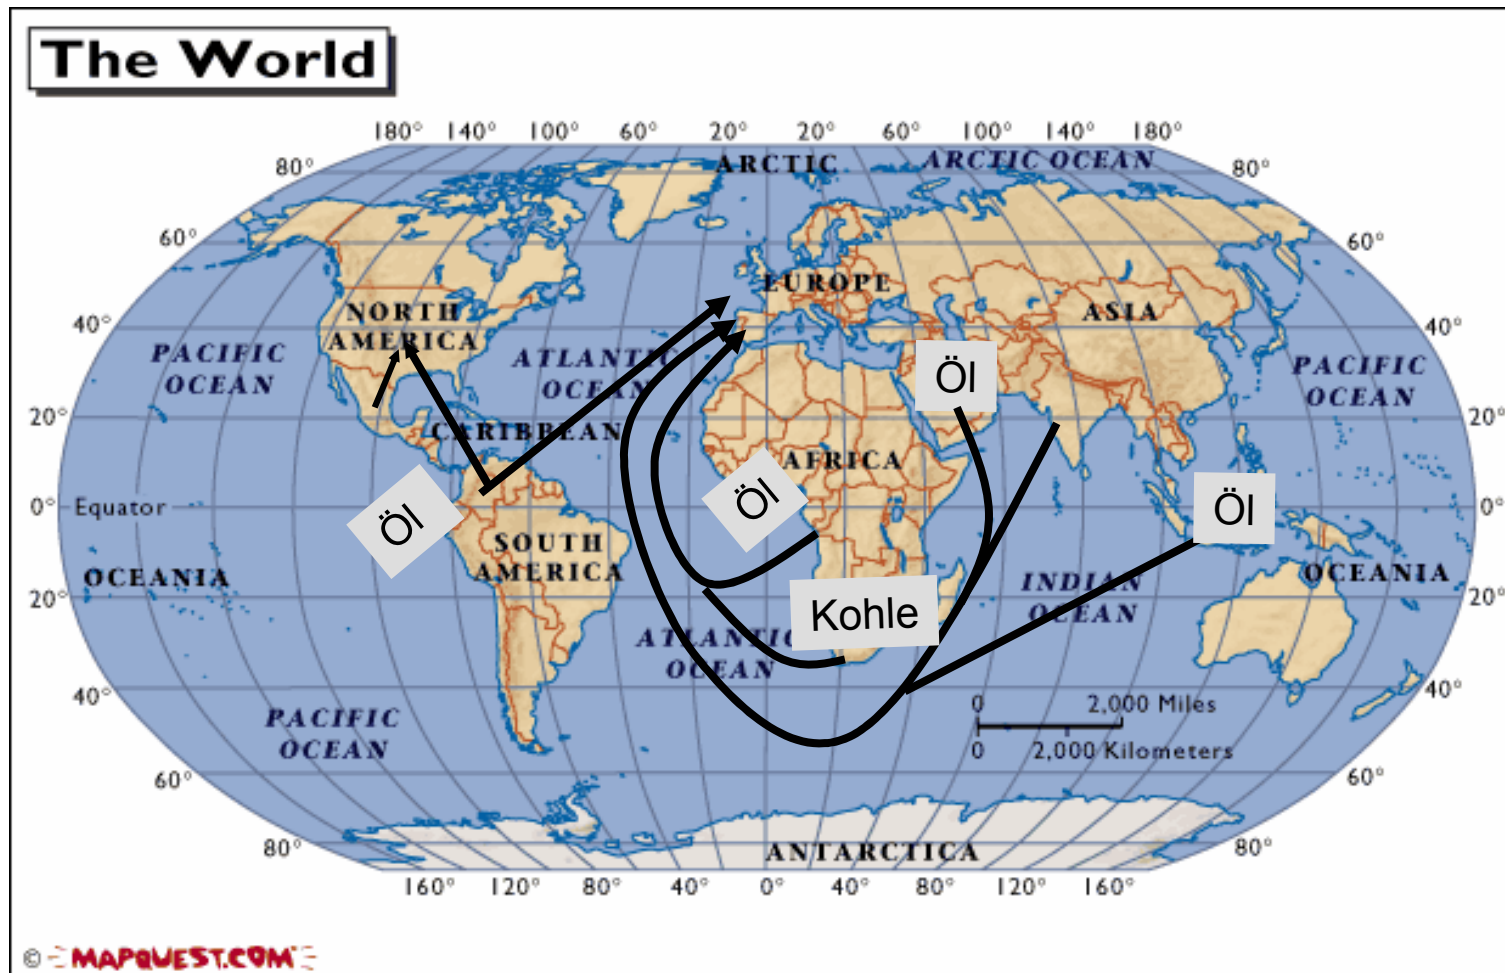 The World
180° 140° 100° 60° 20° 20° 60° 100° 140° 180°
80° ARCTIC ARCTIC OCEAN 80°
60° 60°
EUROPE
NORTH
AMERICA
ASIA
40° 40°
PACIFIC
OCEAN
ATLANTIC
OCEAN
Öl
PACIFIC
OCEAN
20° 20°
CARIBBEAN
AFRICA
Öl
Öl
Öl
0° Equator 0°
SOUTH
AMERICA
OCEANIA
INDIAN
OCEAN
OCEANIA
20° 20°
Kohle
ATLANTIC
OCEAN
40° 40°
PACIFIC
OCEAN
0 2,000 Miles
0 2,000 Kilometers
60° 60°
80° 80°
ANTARCTICA
160° 120° 80° 40° 0° 40° 80° 120° 160°
© MAPQUEST.COM